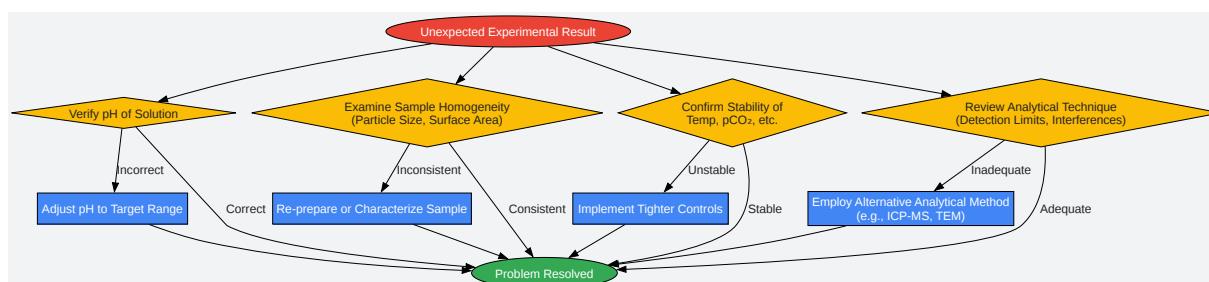 Unexpected Experimental Result
Verify pH of Solution
Examine Sample Homogeneity
(Particle Size, Surface Area)
Confirm Stability of
Temp, pCO₂, etc.
Review Analytical Technique
(Detection Limits, Interferences)
Incorrect
Inconsistent
Unstable
Inadequate
Adjust pH to Target Range
Correct
Re-prepare or Characterize Sample
Consistent
Implement Tighter Controls
Stable
Employ Alternative Analytical Method
(e.g., ICP-MS, TEM)
Adequate
Problem Resolved